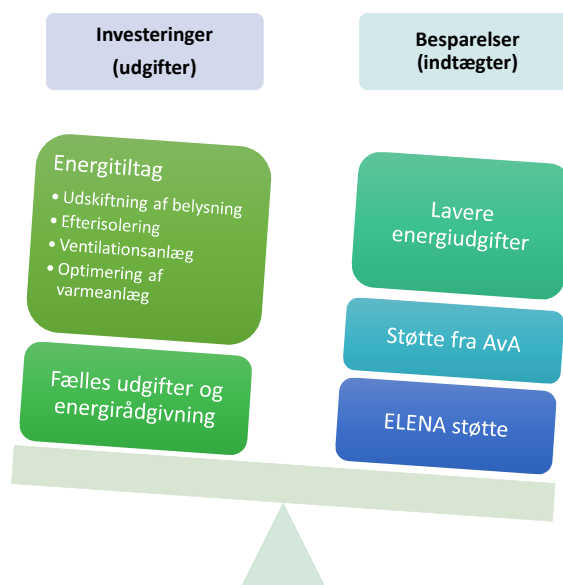 Investeringer
(udgifter)
Besparelser
(indtægter)
Energitiltag
• Udskiftning af belysning
• Efterisolering
• Ventilationsanlæg
• Optimering af
varmeanlæg
Fælles udgifter og
energirådgivning
Lavere
energiudgifter
Støtte fra AvA
ELENA støtte